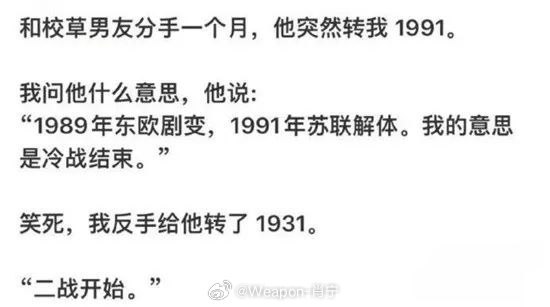 和校草男友分手一个月，他突然转我 1991。
我问他什么意思，他说:
“1989 年东欧剧变，1991 年苏联解体。我的意思
是冷战结束。”
笑死，我反手给他转了 1931。
“二战开始。”
@Weapon-肖宁